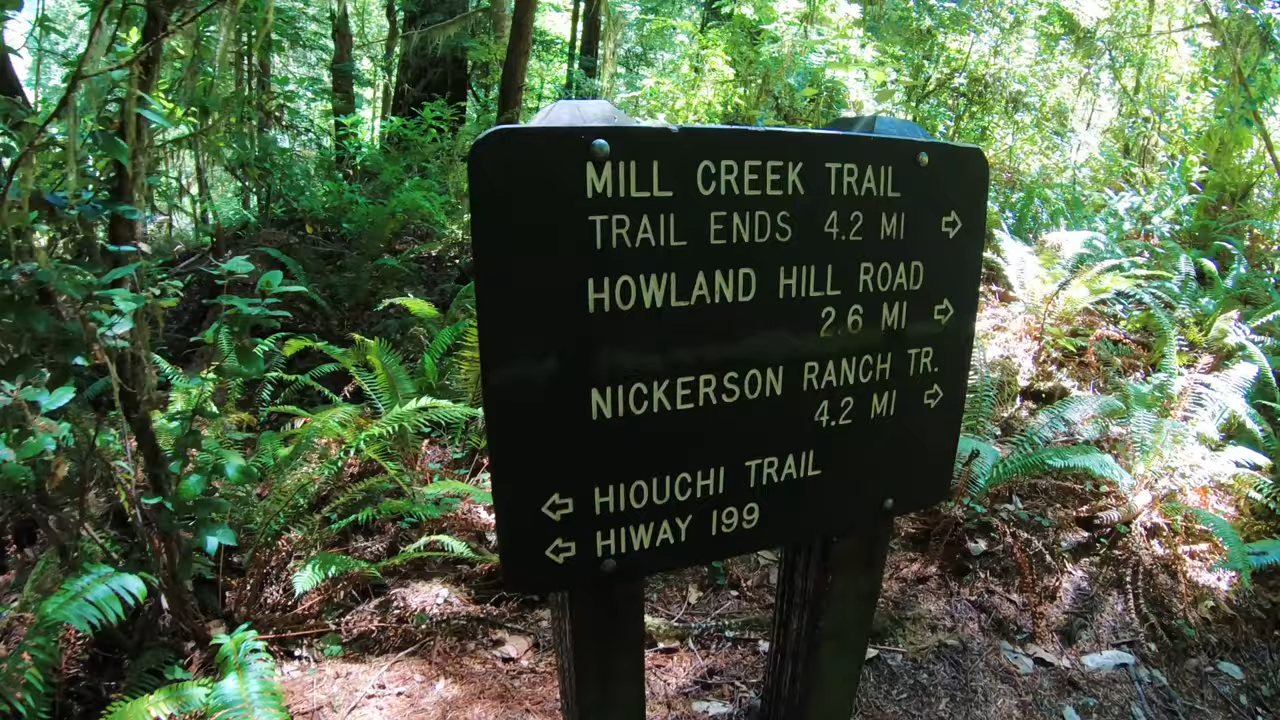 MILL CREEK TRAIL
TRAIL ENDS 4.2 MI
HOWLAND HILL ROAD
2.6 MI
NICKERSON RANCH TR.
4.2 MI
HIOUCHI TRAIL
HIWAY 199